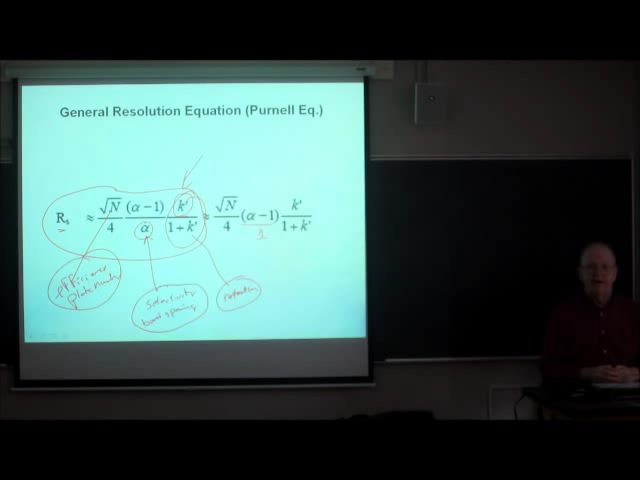 General Resolution Equation (Purnell Eq.)
Rs ≈ √N/4 (α−1)/α k'/1+k' ≈ √N/4 (α−1) k'/1+k'
1
efficiency
plate number
Selectivity
band spacing
retention